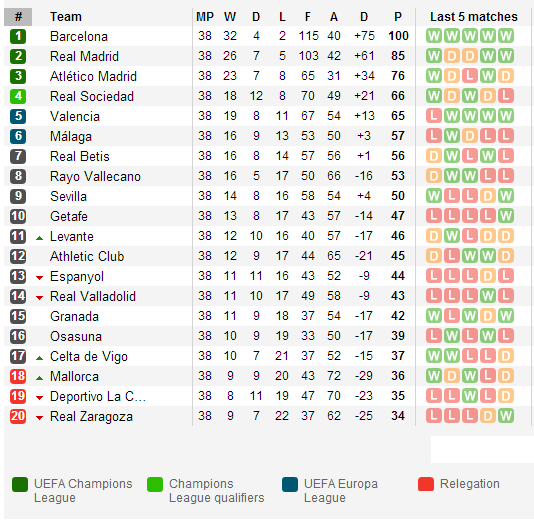 # Team MP W D L F A D P Last 5 matches
1 Barcelona 38 32 4 2 115 40 +75 100 W W W W W
2 Real Madrid 38 26 7 5 103 42 +61 85 W D D W W
3 Atlético Madrid 38 23 7 8 65 31 +34 76 W D L W D
4 Real Sociedad 38 18 12 8 70 49 +21 66 W D W D L
5 Valencia 38 19 8 11 67 54 +13 65 L W W W W
6 Málaga 38 16 9 13 53 50 +3 57 L W D L L
7 Real Betis 38 16 8 14 57 56 +1 56 D W L W L
8 Rayo Vallecano 38 16 5 17 50 66 -16 53 D W W L L
9 Sevilla 38 14 8 16 58 54 +4 50 W L L D W
10 Getafe 38 13 8 17 43 57 -14 47 L L L L W
11 Levante 38 12 10 16 40 57 -17 46 D W L D D
12 Athletic Club 38 12 9 17 44 65 -21 45 D L W W D
13 Espanyol 38 11 11 16 43 52 -9 44 L L L D L
14 Real Valladolid 38 11 10 17 49 58 -9 43 L L L W L
15 Granada 38 11 9 18 37 54 -17 42 W L W D W
16 Osasuna 38 10 9 19 33 50 -17 39 L W L W L
17 Celta de Vigo 38 10 7 21 37 52 -15 37 W W L L D
18 Mallorca 38 9 9 20 43 72 -29 36 W D W L D
19 Deportivo La C... 38 8 11 19 47 70 -23 35 L L W L D
20 Real Zaragoza 38 9 7 22 37 62 -25 34 L L L D W
UEFA Champions Champions UEFA Europa Relegation
League League qualifiers League